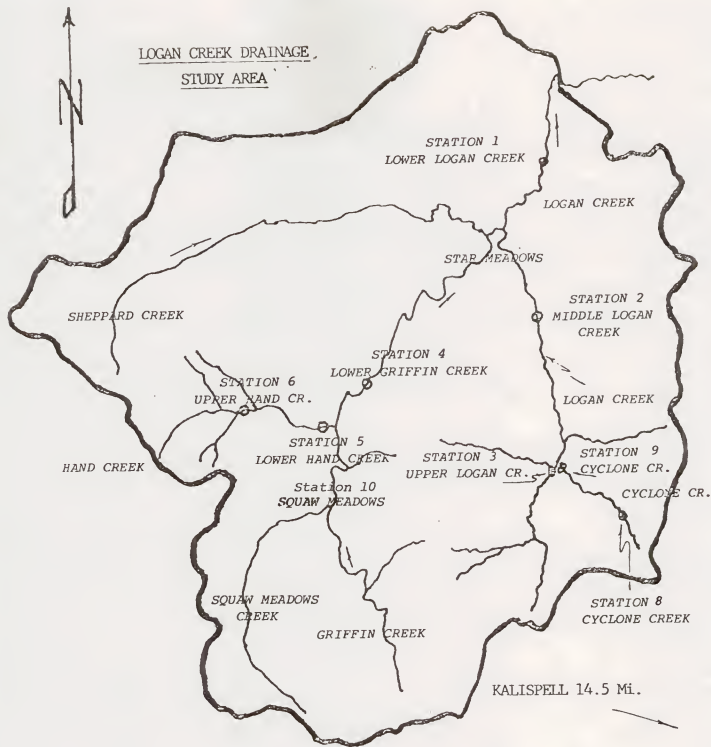 LOGAN CREEK DRAINAGE
STUDY AREA
N
STATION 1
LOWER LOGAN CREEK
LOGAN CREEK
STAR MEADOWS
STATION 2
MIDDLE LOGAN
CREEK
SHEPPARD CREEK
STATION 4
LOWER GRIFFIN CREEK
STATION 6
UPPER HAND CR.
LOGAN CREEK
STATION 5
LOWER HAND CREEK
HAND CREEK
STATION 3
UPPER LOGAN CR.
STATION 9
CYCLONE CR.
CYCLONE CR.
Station 10
SQUAW MEADOWS
SQUAW MEADOWS
CREEK
GRIFFIN CREEK
STATION 8
CYCLONE CREEK
KALISPELL 14.5 Mi.